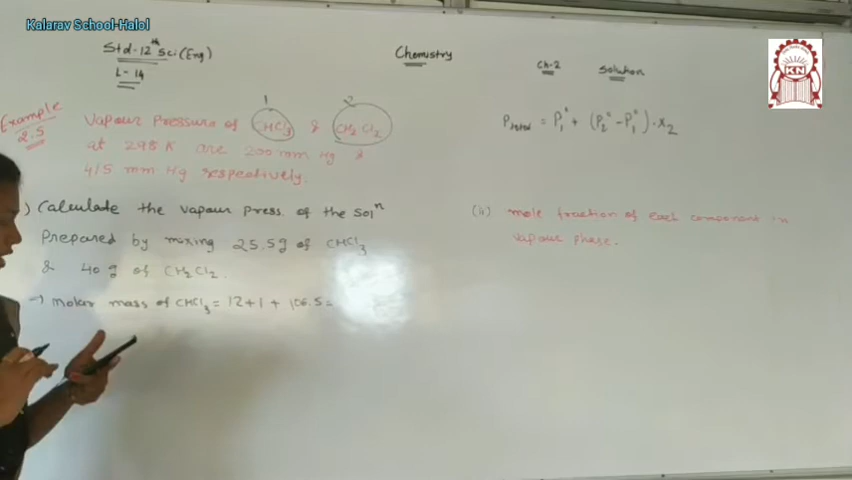 Kalarav School-Halol
Std-12th Sci (Eng)
L-14
Chemistry
Ch-2 Solution
KN
Example 2.5
Vapour Pressure of CHCl3 & CH2Cl2
1 2
at 298 K are 200 mm Hg &
415 mm Hg respectively.
) Calculate the vapour press. of the solⁿ
Prepared by mixing 25.5g of CHCl3
& 40 g of CH2Cl2.
→ Molar mass of CHCl3 = 12+1+106.5=
Ptotal = P1° + (P2° - P1°) . x2
(ii) mole fraction of each component in
vapour phase.